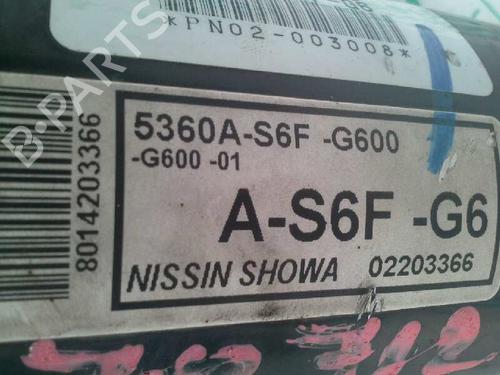 *PN02-003008*
8014203366
5360A-S6F -G600
-G600 -01
A-S6F -G6
NISSIN SHOWA 02203366
B-PARTS